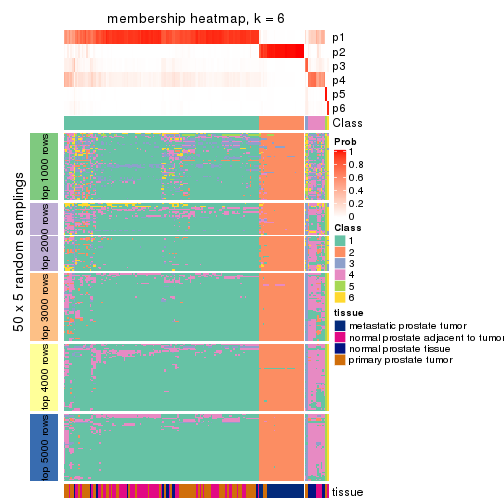 membership heatmap, k = 6
p1
p2
p3
p4
p5
p6
Class
50 x 5 random samplings
top 1000 rows
top 2000 rows
top 3000 rows
top 4000 rows
top 5000 rows
Prob
1
0.8
0.6
0.4
0.2
0
Class
1
2
3
4
5
6
tissue
metastatic prostate tumor
normal prostate adjacent to tumor
normal prostate tissue
primary prostate tumor
tissue